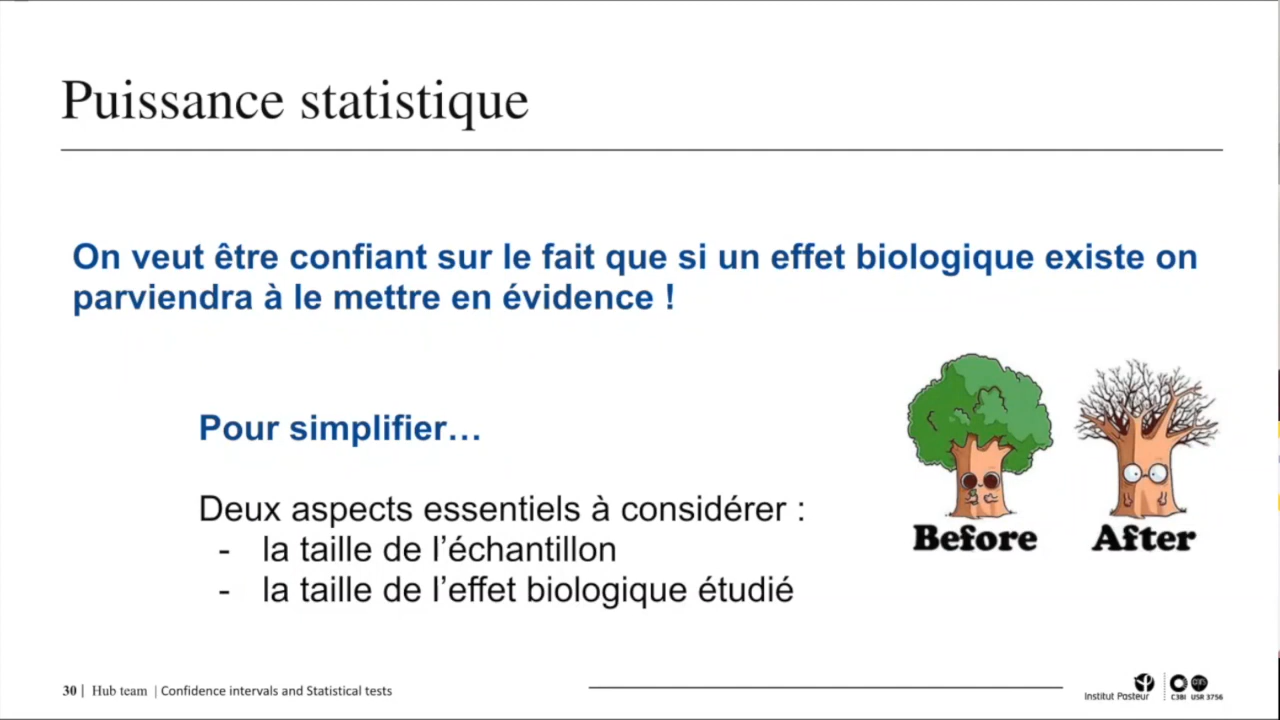 Puissance statistique
On veut être confiant sur le fait que si un effet biologique existe on
parviendra à le mettre en évidence !
Pour simplifier…
Deux aspects essentiels à considérer :
- la taille de l’échantillon
- la taille de l’effet biologique étudié
Before After
30 | Hub team | Confidence intervals and Statistical tests
Institut Pasteur C3BI USR 3756